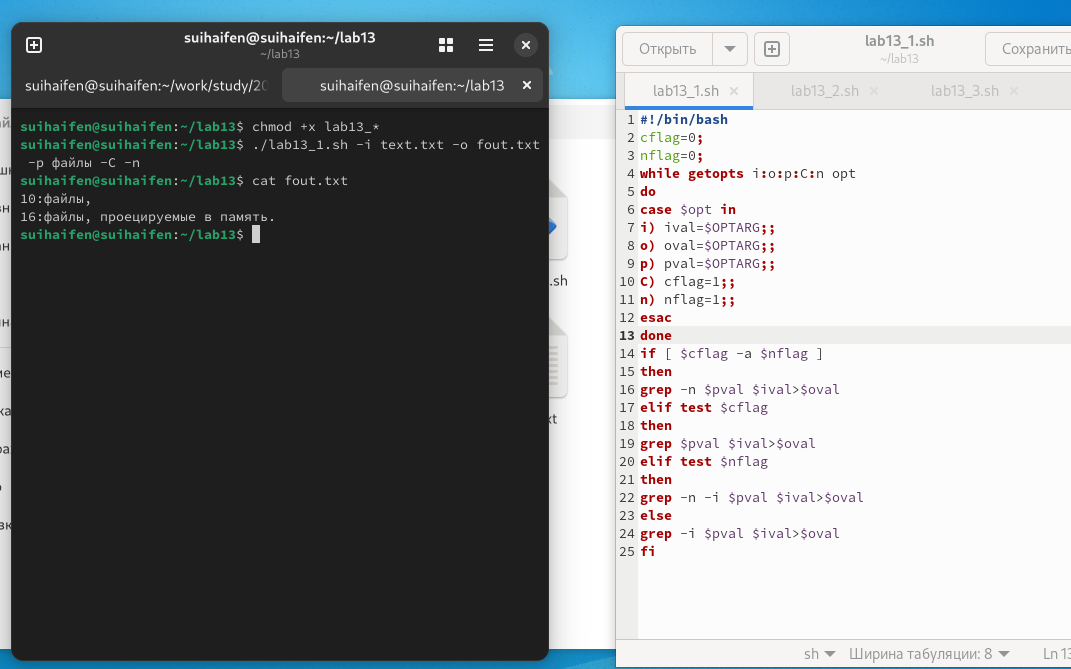 suihaifen@suihaifen:~/lab13
~/lab13
suihaifen@suihaifen:~/work/study/20
suihaifen@suihaifen:~/lab13
suihaifen@suihaifen:~/lab13$ chmod +x lab13_*
suihaifen@suihaifen:~/lab13$ ./lab13_1.sh -i text.txt -o fout.txt
-p файлы -C -n
suihaifen@suihaifen:~/lab13$ cat fout.txt
10:файлы,
16:файлы, проецируемые в память.
suihaifen@suihaifen:~/lab13$
.sh
xt
Открыть
lab13_1.sh
~/lab13
Сохранить
lab13_1.sh
lab13_2.sh
lab13_3.sh
1 #!/bin/bash
2 cflag=0;
3 nflag=0;
4 while getopts i:o:p:C:n opt
5 do
6 case $opt in
7 i) ival=$OPTARG;;
8 o) oval=$OPTARG;;
9 p) pval=$OPTARG;;
10 C) cflag=1;;
11 n) nflag=1;;
12 esac
13 done
14 if [ $cflag -a $nflag ]
15 then
16 grep -n $pval $ival>$oval
17 elif test $cflag
18 then
19 grep $pval $ival>$oval
20 elif test $nflag
21 then
22 grep -n -i $pval $ival>$oval
23 else
24 grep -i $pval $ival>$oval
25 fi
sh
Ширина табуляции: 8
Ln 13